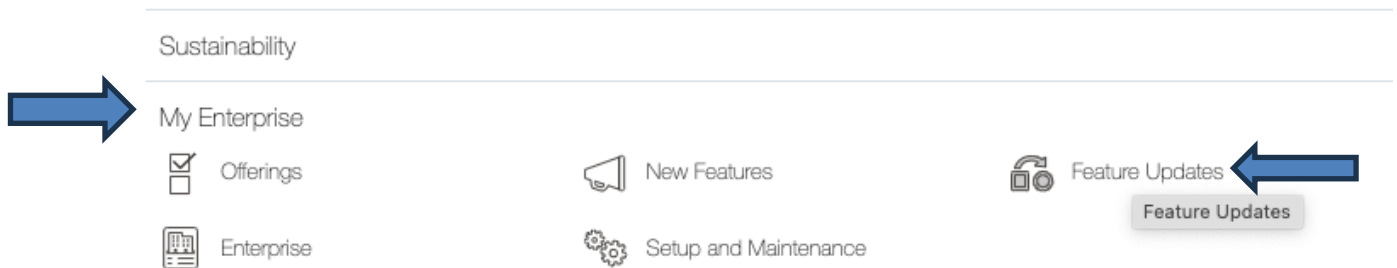 Sustainability
My Enterprise
Offerings
New Features
Feature Updates
Feature Updates
Enterprise
Setup and Maintenance